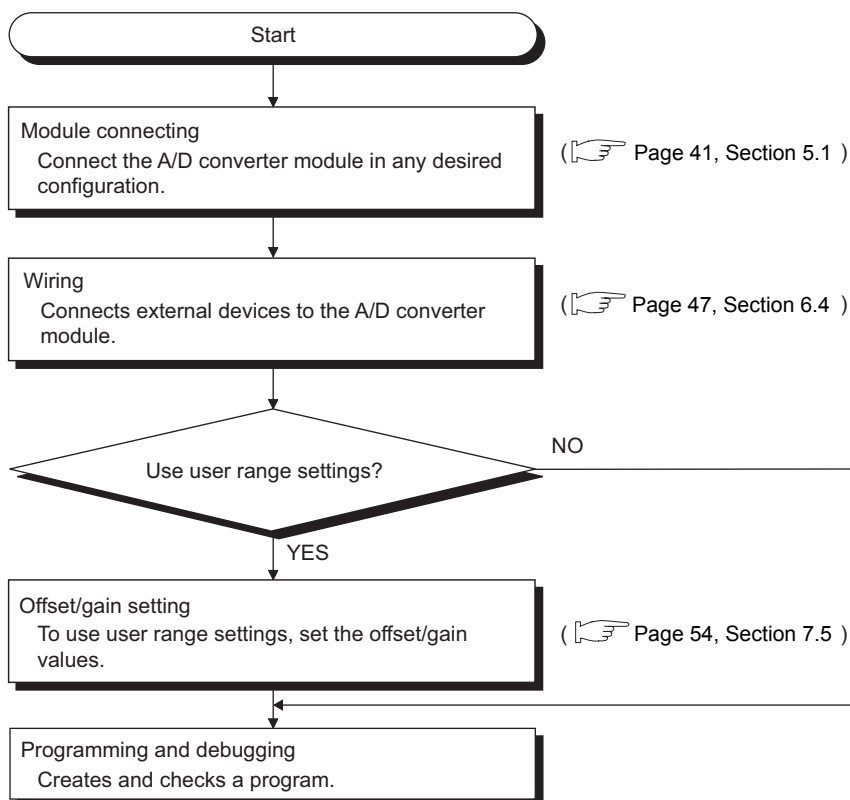 Start
Module connecting
Connect the A/D converter module in any desired
configuration.
( Page 41, Section 5.1 )
Wiring
Connects external devices to the A/D converter
module.
( Page 47, Section 6.4 )
Use user range settings?
NO
YES
Offset/gain setting
To use user range settings, set the offset/gain
values.
( Page 54, Section 7.5 )
Programming and debugging
Creates and checks a program.